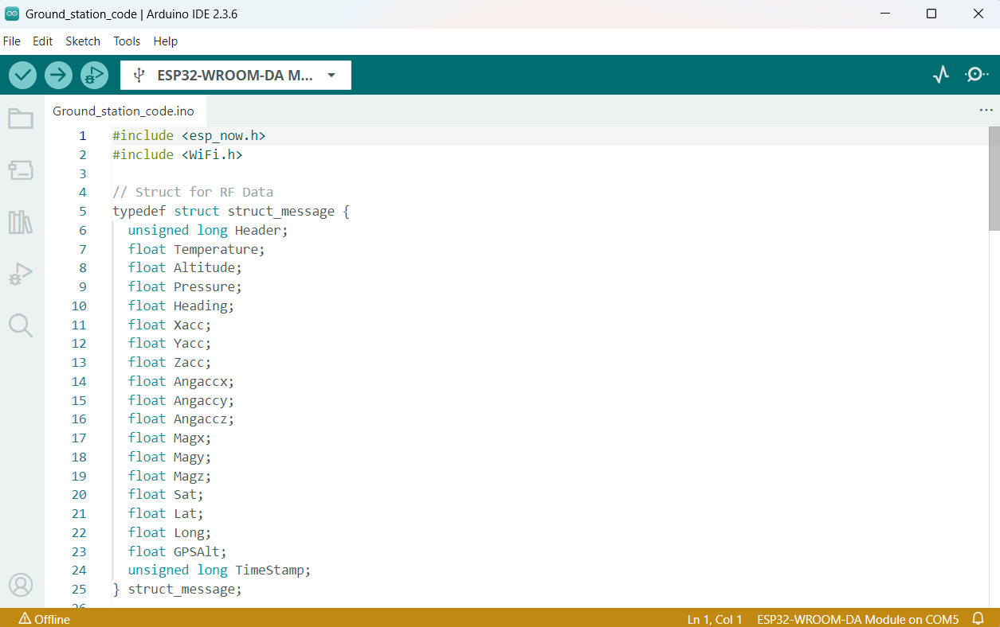 Ground_station_code | Arduino IDE 2.3.6
File Edit Sketch Tools Help
ESP32-WROOM-DA M...
Ground_station_code.ino
1 #include <esp_now.h>
2 #include <WiFi.h>
3
4 // Struct for RF Data
5 typedef struct struct_message {
6 unsigned long Header;
7 float Temperature;
8 float Altitude;
9 float Pressure;
10 float Heading;
11 float Xacc;
12 float Yacc;
13 float Zacc;
14 float Angaccx;
15 float Angaccy;
16 float Angaccz;
17 float Magx;
18 float Magy;
19 float Magz;
20 float Sat;
21 float Lat;
22 float Long;
23 float GPSAlt;
24 unsigned long TimeStamp;
25 } struct_message;
26
Offline Ln 1, Col 1 ESP32-WROOM-DA Module on COM5